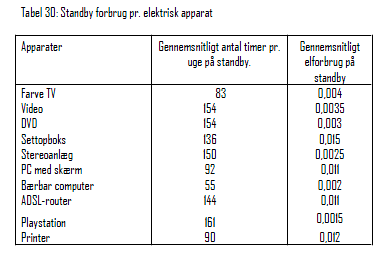 Tabel 30: Standby forbrug pr. elektrisk apparat
Apparater Gennemsnitligt antal timer pr. uge på standby. Gennemsnitligt elforbrug på standby
Farve TV 83 0,004
Video 154 0,0035
DVD 154 0,003
Settopboks 136 0,015
Stereoanlæg 150 0,0025
PC med skærm 92 0,011
Bærbar computer 55 0,002
ADSL-router 144 0,011
Playstation 161 0,0015
Printer 90 0,012